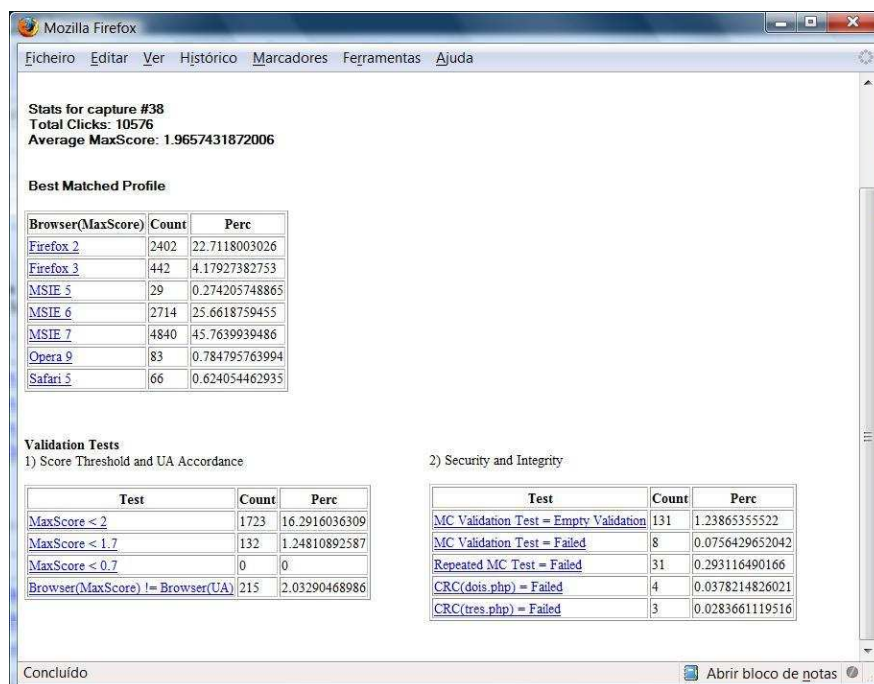 Mozilla Firefox
Ficheiro Editar Ver Histórico Marcadores Ferramentas Ajuda
Stats for capture #38
Total Clicks: 10576
Average MaxScore: 1.9657431872006
Best Matched Profile
Browser(MaxScore) Count Perc
Firefox 2 2402 22.7118003026
Firefox 3 442 4.17927382753
MSIE 5 29 0.274205748865
MSIE 6 2714 25.6618759455
MSIE 7 4840 45.7639939486
Opera 9 83 0.784795763994
Safari 5 66 0.624054462935
Validation Tests
1) Score Threshold and UA Accordance
Test Count Perc
MaxScore < 2 1723 16.2916036309
MaxScore < 1.7 132 1.24810892587
MaxScore < 0.7 0 0
Browser(MaxScore) != Browser(UA) 215 2.03290468986
2) Security and Integrity
Test Count Perc
MC Validation Test = Empty Validation 131 1.23865355522
MC Validation Test = Failed 8 0.0756429652042
Repeated MC Test = Failed 31 0.293116490166
CRC(dois.php) = Failed 4 0.0378214826021
CRC(tres.php) = Failed 3 0.0283661119516
Concluído Abrir bloco de notas